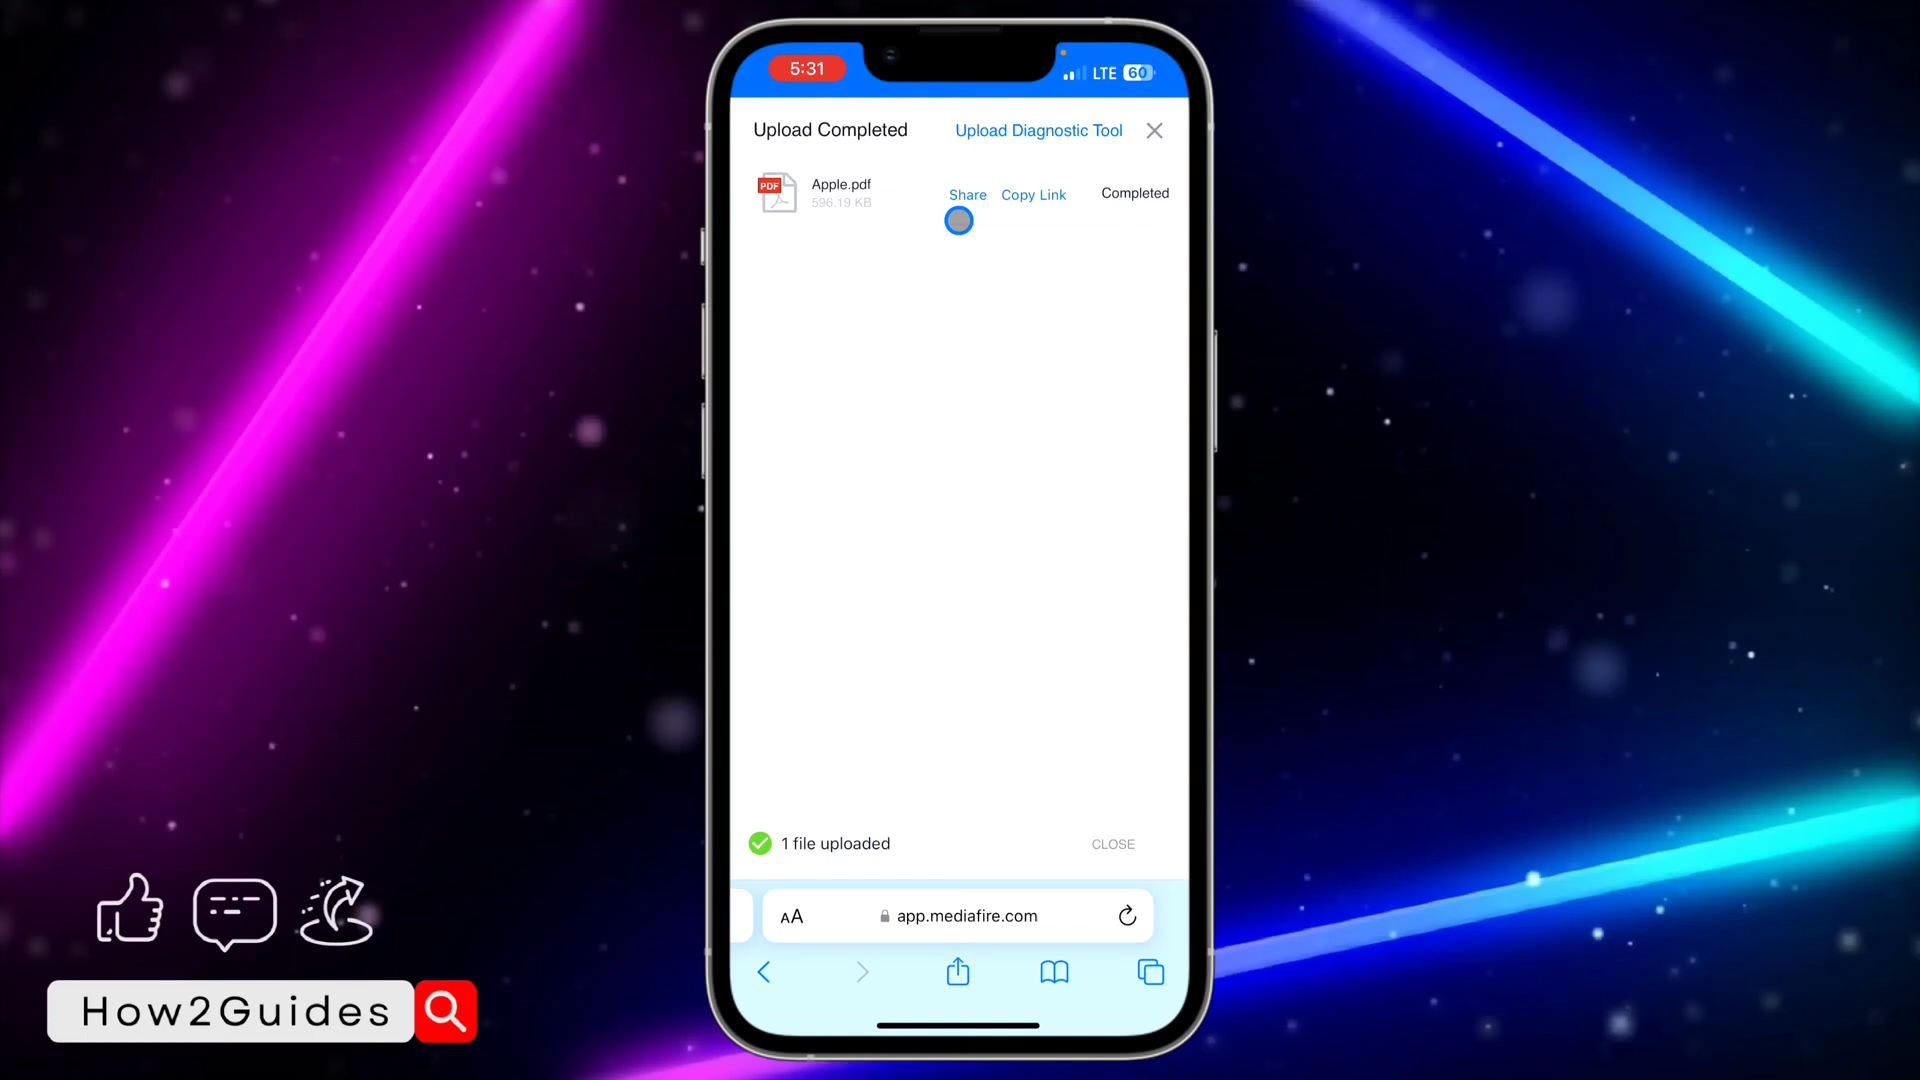 5:31
LTE 60
Upload Completed
Upload Diagnostic Tool
PDF
Apple.pdf
596.19 KB
Share
Copy Link
Completed
1 file uploaded
CLOSE
AA
app.mediafire.com
How2Guides